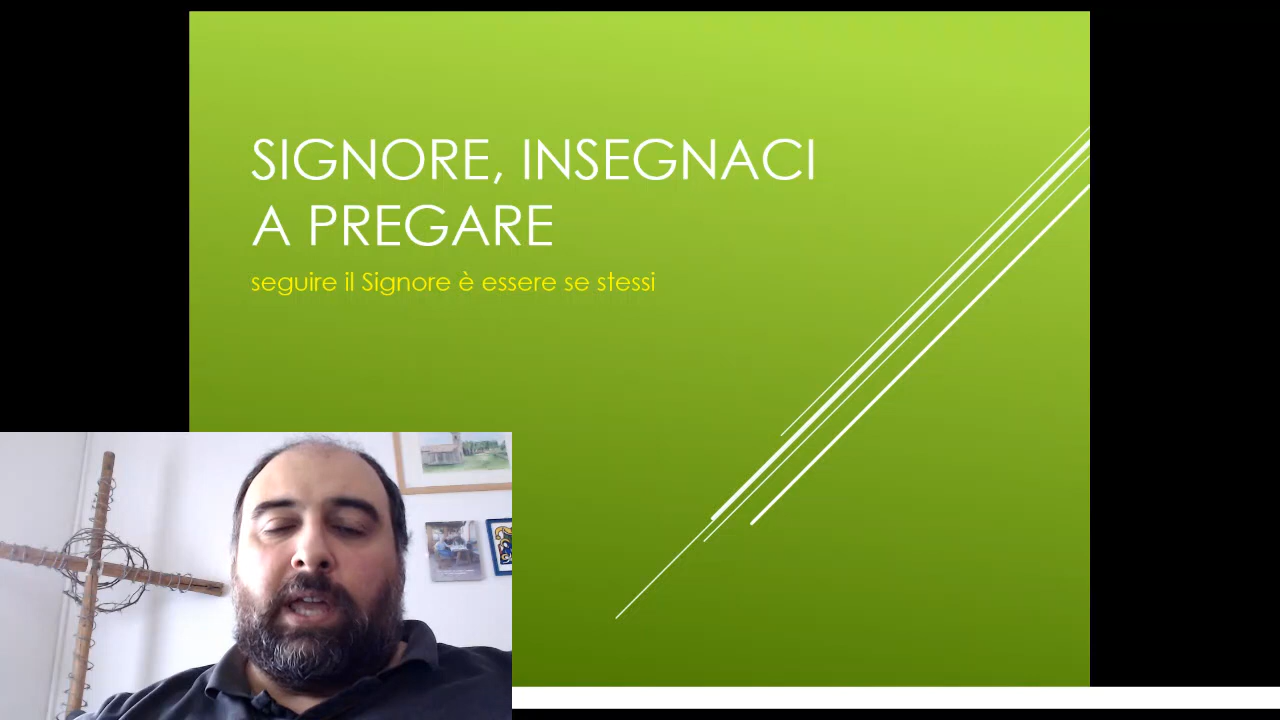 SIGNORE, INSEGNACI
A PREGARE
seguire il Signore è essere se stessi